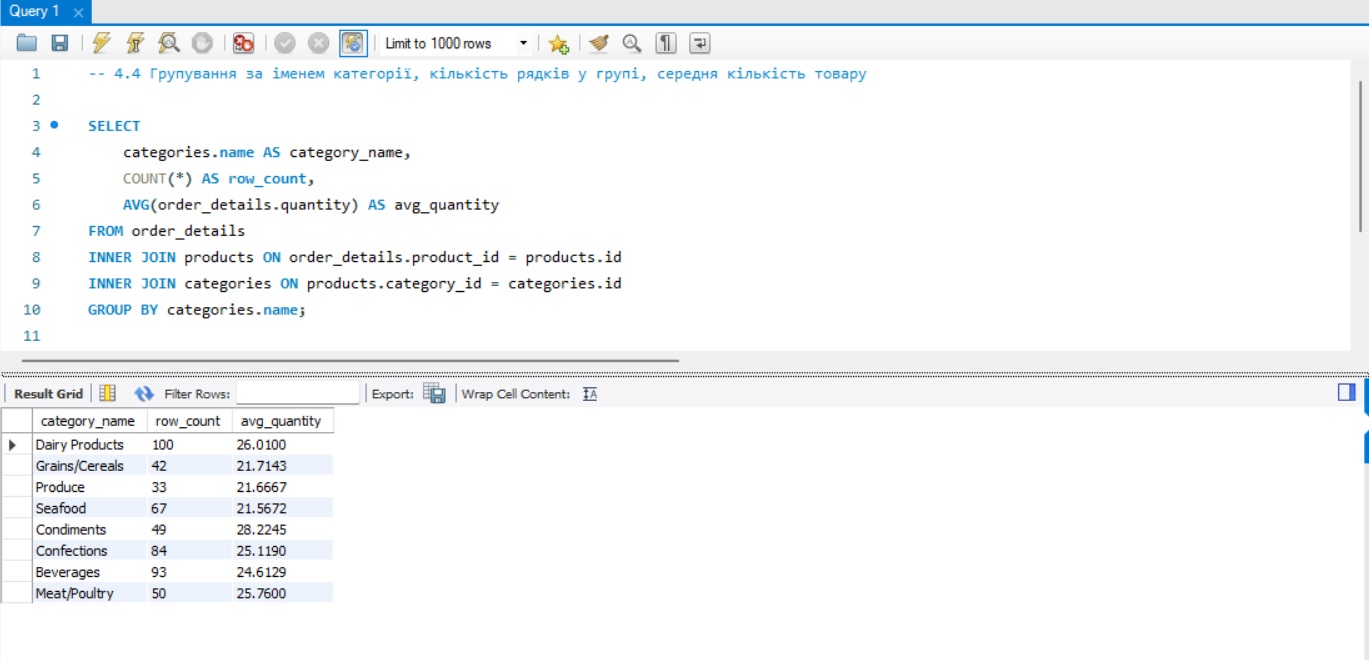 Query 1
Limit to 1000 rows
1 -- 4.4 Групування за іменем категорії, кількість рядків у групі, середня кількість товару
2
3 SELECT
4 categories.name AS category_name,
5 COUNT(*) AS row_count,
6 AVG(order_details.quantity) AS avg_quantity
7 FROM order_details
8 INNER JOIN products ON order_details.product_id = products.id
9 INNER JOIN categories ON products.category_id = categories.id
10 GROUP BY categories.name;
11
Result Grid Filter Rows: Export: Wrap Cell Content:
category_name row_count avg_quantity
Dairy Products 100 26.0100
Grains/Cereals 42 21.7143
Produce 33 21.6667
Seafood 67 21.5672
Condiments 49 28.2245
Confections 84 25.1190
Beverages 93 24.6129
Meat/Poultry 50 25.7600